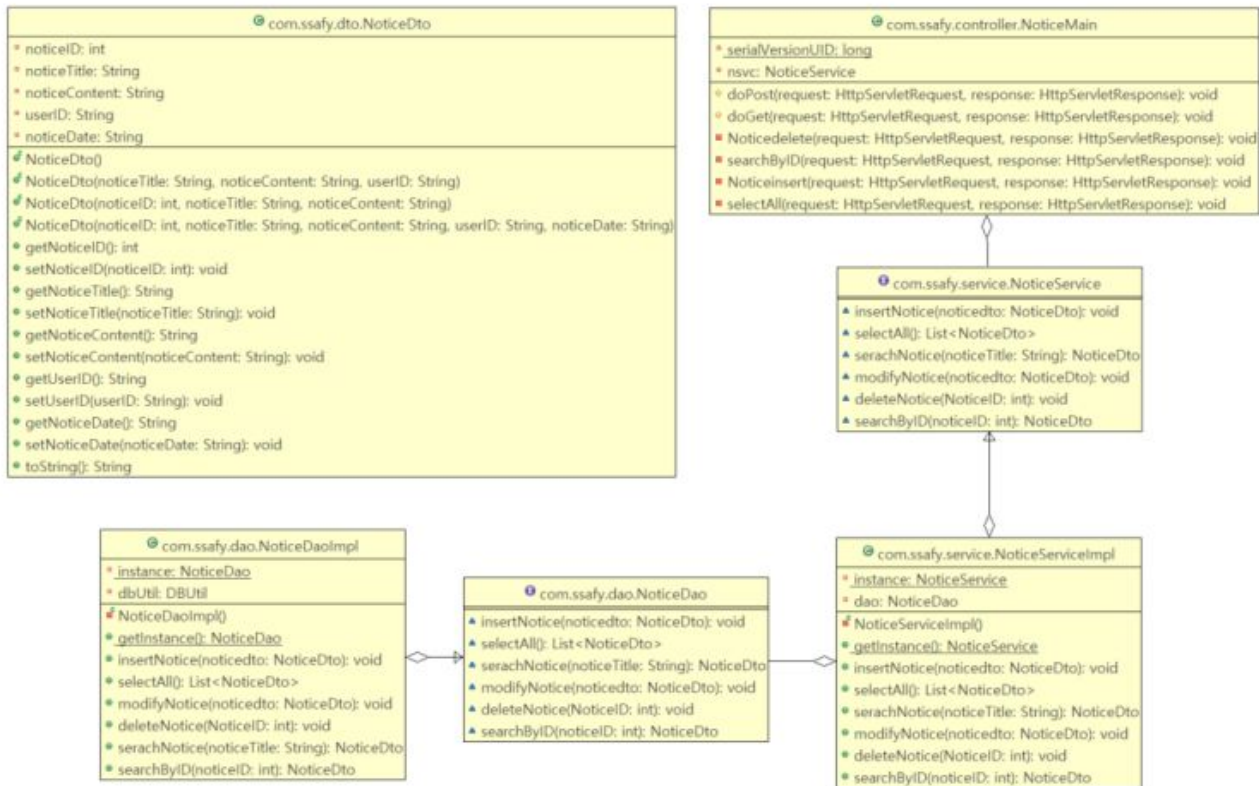 com.ssafy.dto.NoticeDto
noticeID: int
noticeTitle: String
noticeContent: String
userID: String
noticeDate: String
NoticeDto()
NoticeDto(noticeTitle: String, noticeContent: String, userID: String)
NoticeDto(noticeID: int, noticeTitle: String, noticeContent: String)
NoticeDto(noticeID: int, noticeTitle: String, noticeContent: String, userID: String, noticeDate: String)
getNoticeID(): int
setNoticeID(noticeID: int): void
getNoticeTitle(): String
setNoticeTitle(noticeTitle: String): void
getNoticeContent(): String
setNoticeContent(noticeContent: String): void
getUserID(): String
setUserID(userID: String): void
getNoticeDate(): String
setNoticeDate(noticeDate: String): void
toString(): String
com.ssafy.controller.NoticeMain
serialVersionUID: long
nsvc: NoticeService
doPost(request: HttpServletRequest, response: HttpServletResponse): void
doGet(request: HttpServletRequest, response: HttpServletResponse): void
Noticedelete(request: HttpServletRequest, response: HttpServletResponse): void
searchByID(request: HttpServletRequest, response: HttpServletResponse): void
Noticeinsert(request: HttpServletRequest, response: HttpServletResponse): void
selectAll(request: HttpServletRequest, response: HttpServletResponse): void
com.ssafy.service.NoticeService
insertNotice(noticedto: NoticeDto): void
selectAll(): List<NoticeDto>
serachNotice(noticeTitle: String): NoticeDto
modifyNotice(noticedto: NoticeDto): void
deleteNotice(NoticeID: int): void
searchByID(noticeID: int): NoticeDto
com.ssafy.dao.NoticeDaoImpl
instance: NoticeDao
dbUtil: DBUtil
NoticeDaoImpl()
getInstance(): NoticeDao
insertNotice(noticedto: NoticeDto): void
selectAll(): List<NoticeDto>
modifyNotice(noticedto: NoticeDto): void
deleteNotice(NoticeID: int): void
serachNotice(noticeTitle: String): NoticeDto
searchByID(noticeID: int): NoticeDto
com.ssafy.dao.NoticeDao
insertNotice(noticedto: NoticeDto): void
selectAll(): List<NoticeDto>
serachNotice(noticeTitle: String): NoticeDto
modifyNotice(noticedto: NoticeDto): void
deleteNotice(NoticeID: int): void
searchByID(noticeID: int): NoticeDto
com.ssafy.service.NoticeServiceImpl
instance: NoticeService
dao: NoticeDao
NoticeServiceImpl()
getInstance(): NoticeService
insertNotice(noticedto: NoticeDto): void
selectAll(): List<NoticeDto>
serachNotice(noticeTitle: String): NoticeDto
modifyNotice(noticedto: NoticeDto): void
deleteNotice(NoticeID: int): void
searchByID(noticeID: int): NoticeDto